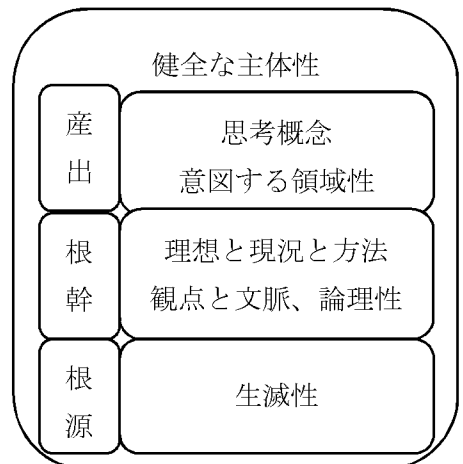 健全な主体性
産出
思考概念
意図する領域性
根幹
理想と現況と方法
観点と文脈、論理性
根源
生滅性